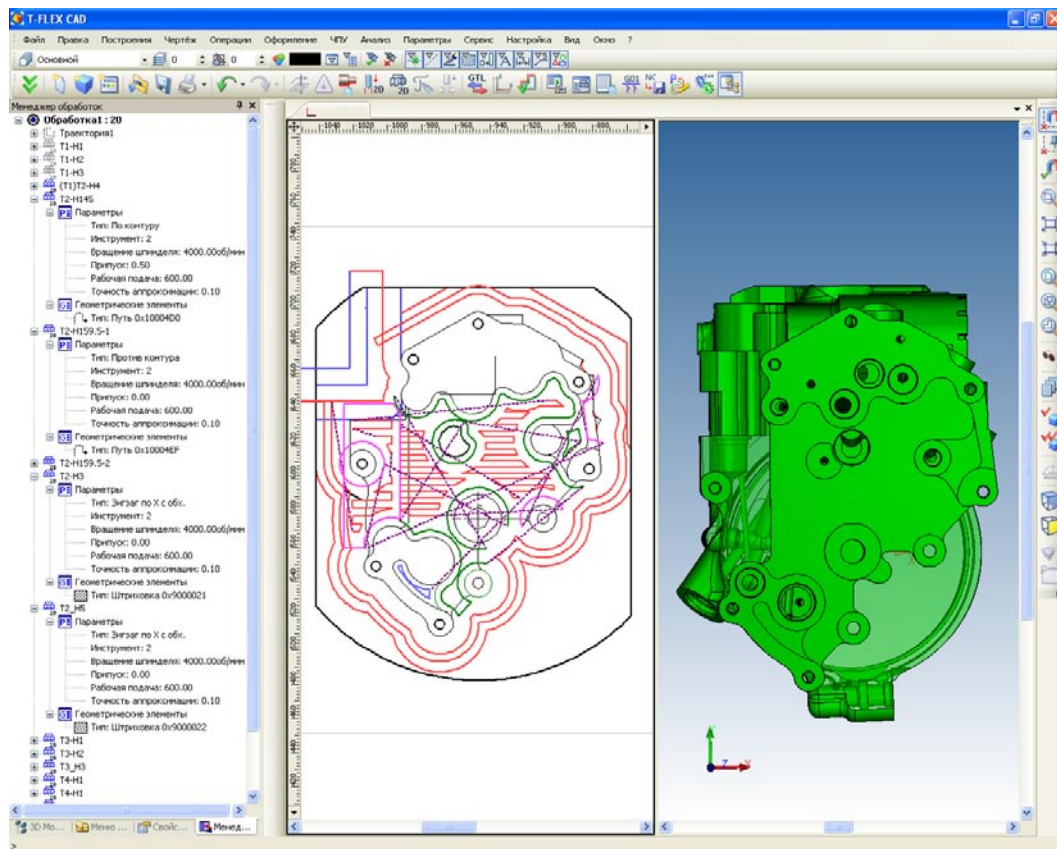 T-FLEX CAD
Файл Правка Построения Чертёж Операции Оформление ЧПУ Анализ Параметры Сервис Настройка Вид Окно ?
Основной 0 0
Менеджер обработок
Обработка1 : 20
Траектория1
T1-H1
T1-H2
T1-H3
(T1)T2-H4
T2-H145
Параметры
Тип: По контуру
Инструмент: 2
Вращение шпинделя: 4000.00об/мин
Припуск: 0.50
Рабочая подача: 600.00
Точность аппроксимации: 0.10
Геометрические элементы
Тип: Путь 0x10004D0
T2-H159.5-1
Параметры
Тип: Против контура
Инструмент: 2
Вращение шпинделя: 4000.00об/мин
Припуск: 0.00
Рабочая подача: 600.00
Точность аппроксимации: 0.10
Геометрические элементы
Тип: Путь 0x10004EF
T2-H159.5-2
T2-H3
Параметры
Тип: Зигзаг по X с обх.
Инструмент: 2
Вращение шпинделя: 4000.00об/мин
Припуск: 0.00
Рабочая подача: 600.00
Точность аппроксимации: 0.10
Геометрические элементы
Тип: Штриховка 0x9000021
T2_H5
Параметры
Тип: Зигзаг по X с обх.
Инструмент: 2
Вращение шпинделя: 4000.00об/мин
Припуск: 0.00
Рабочая подача: 600.00
Точность аппроксимации: 0.10
Геометрические элементы
Тип: Штриховка 0x9000022
T3-H1
T3-H2
T3_H3
T4-H1
T4-H1
3D Мо... Меню ... Свойс... Менед...